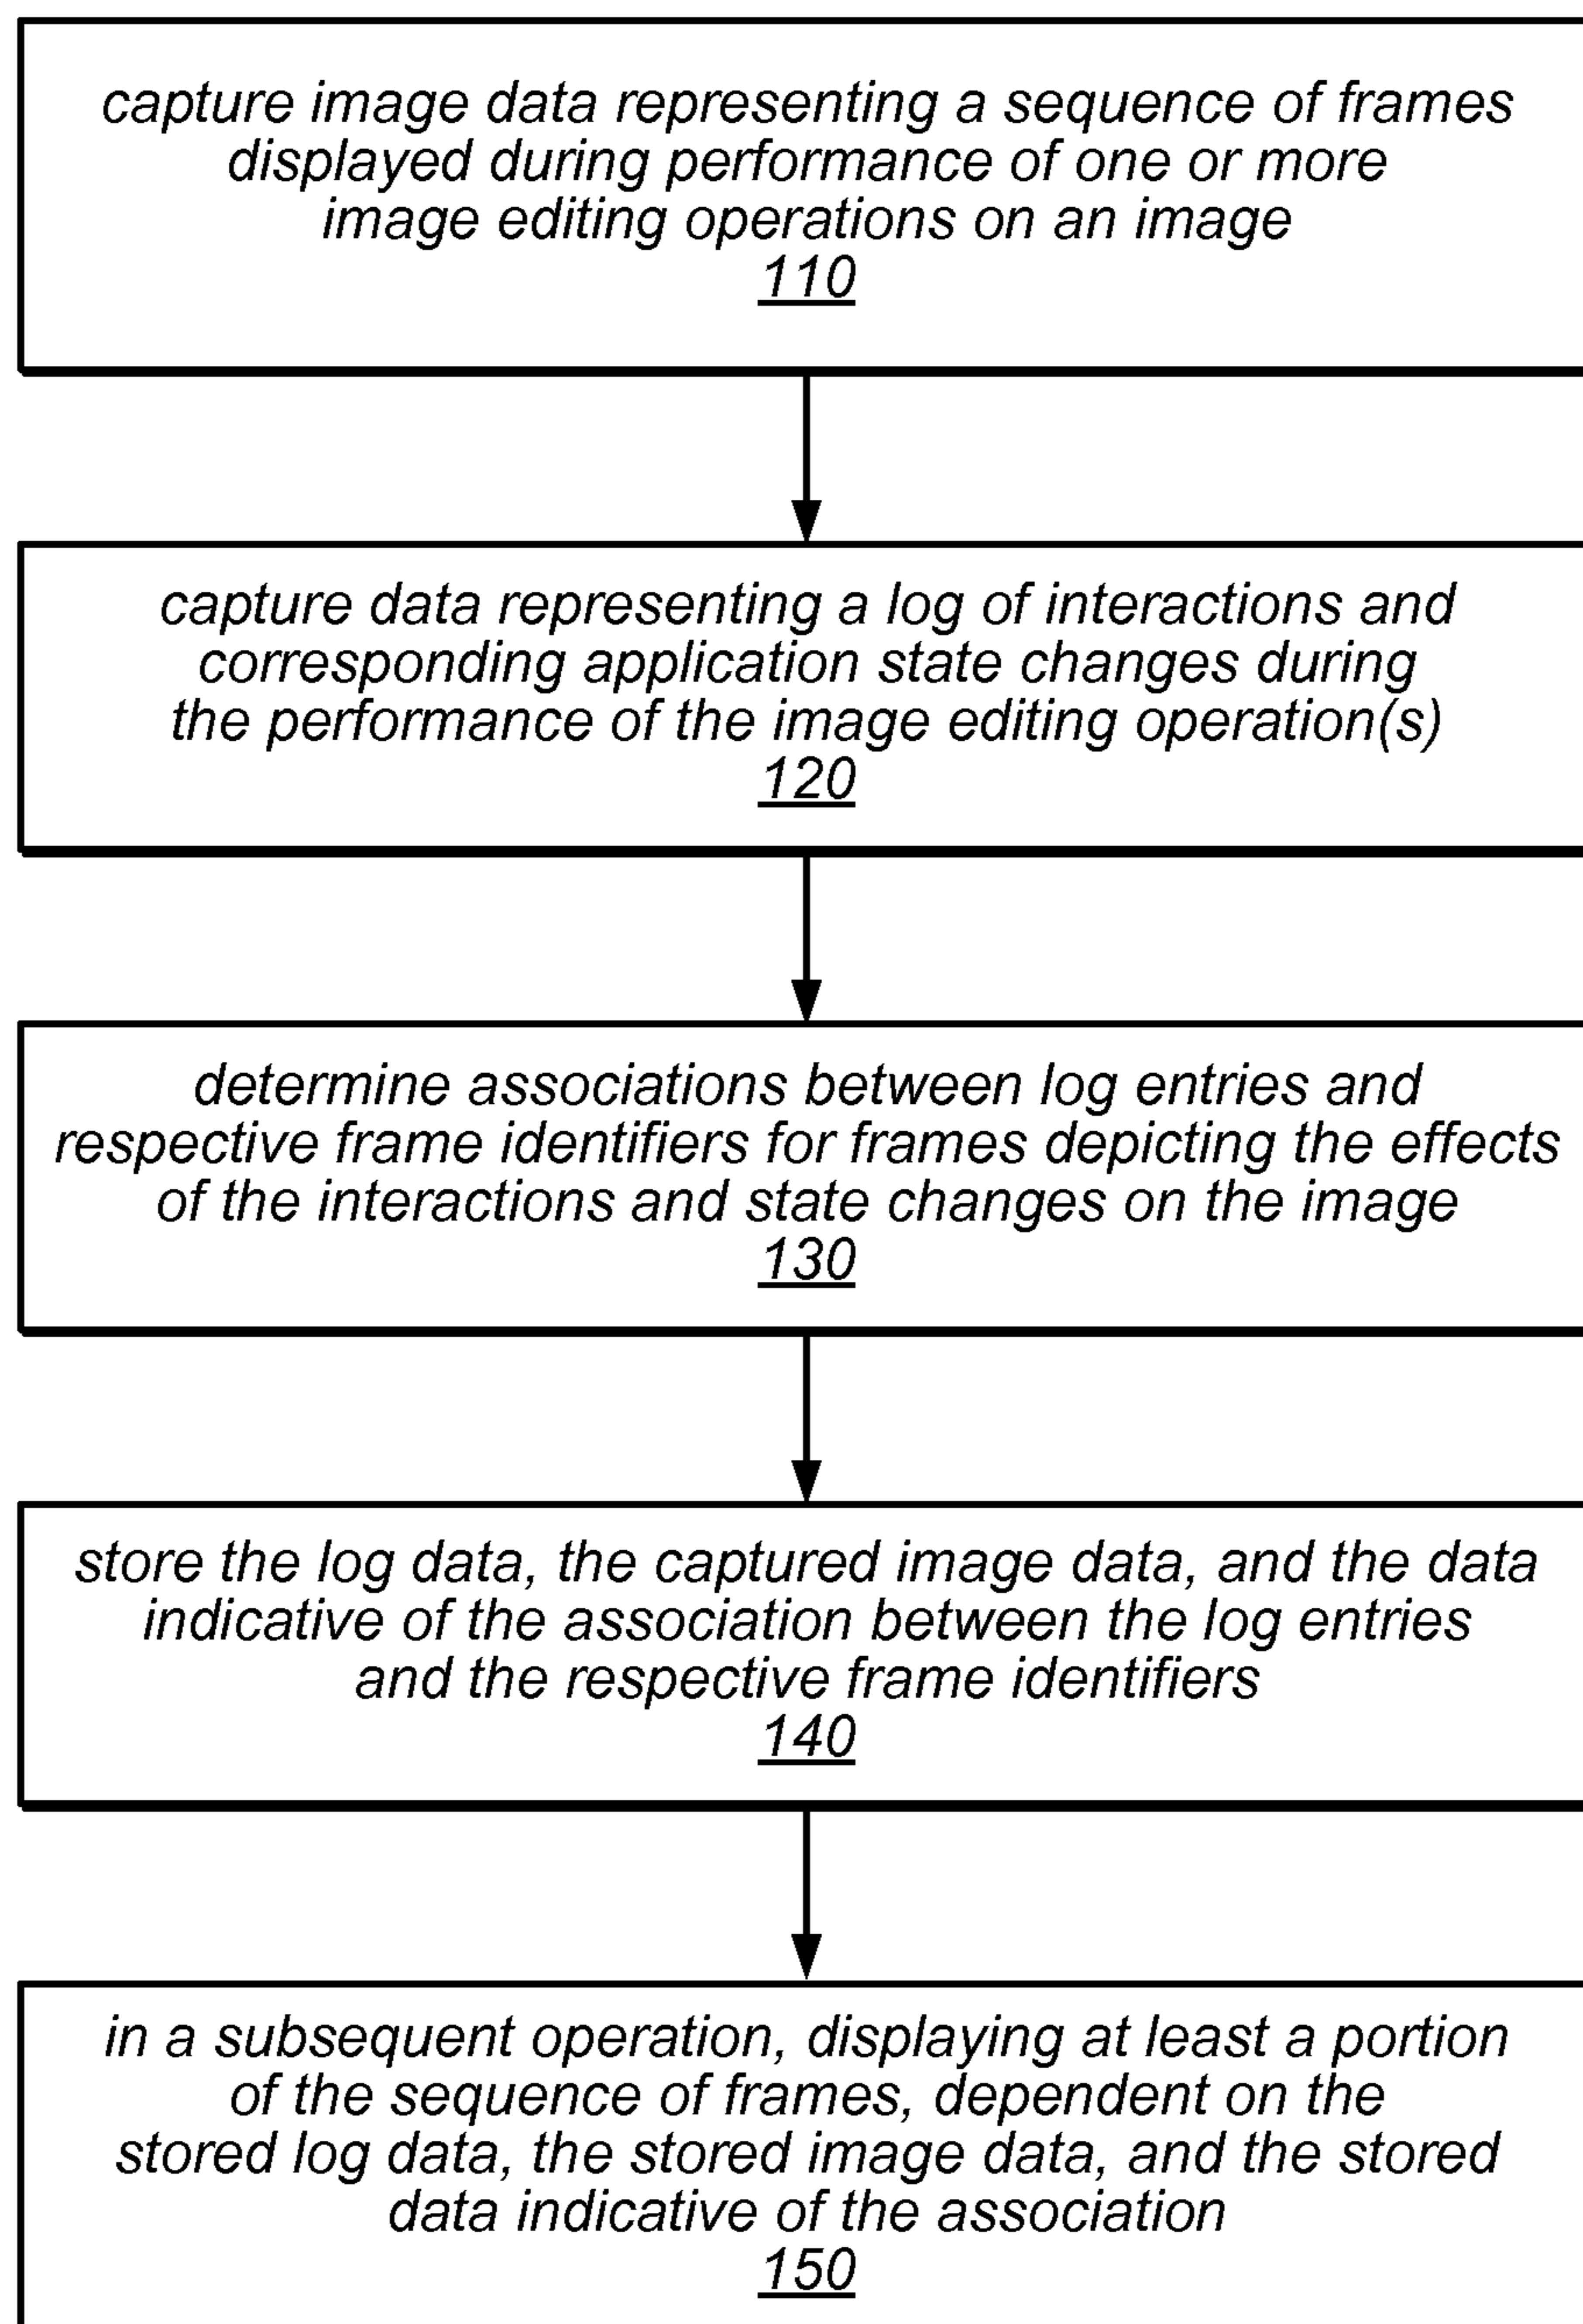 capture image data representing a sequence of frames
displayed during performance of one or more
image editing operations on an image
110
capture data representing a log of interactions and
corresponding application state changes during
the performance of the image editing operation(s)
120
determine associations between log entries and
respective frame identifiers for frames depicting the effects
of the interactions and state changes on the image
130
store the log data, the captured image data, and the data
indicative of the association between the log entries
and the respective frame identifiers
140
in a subsequent operation, displaying at least a portion
of the sequence of frames, dependent on the
stored log data, the stored image data, and the stored
data indicative of the association
150